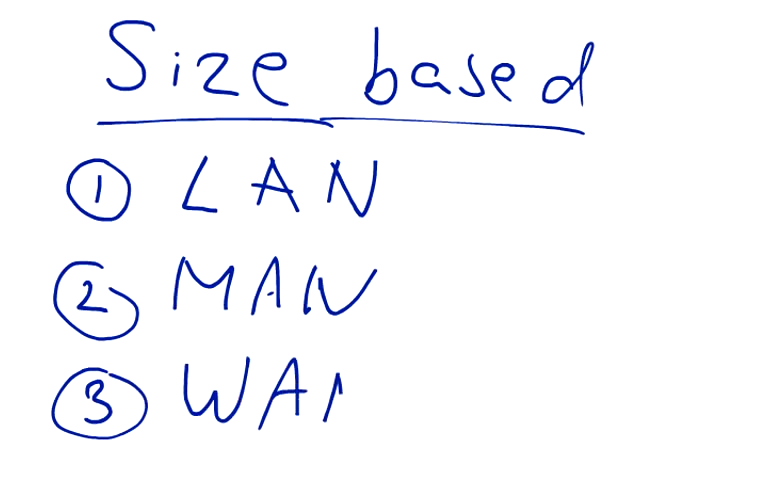 Size based
① LAN
② MAN
③ WA